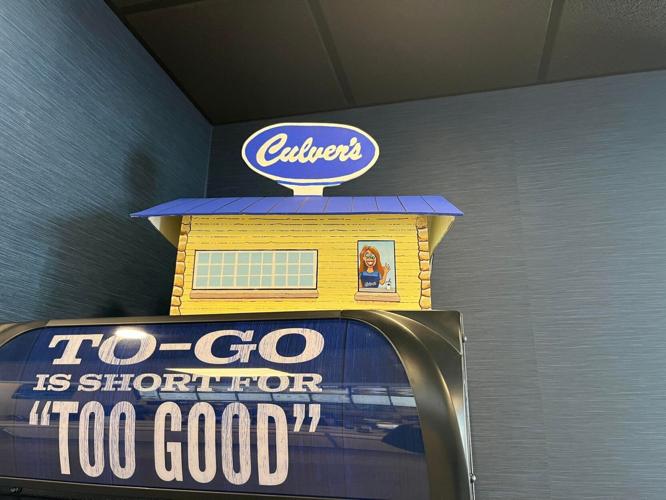 Culver's
TO-GO
IS SHORT FOR
"TOO GOOD"